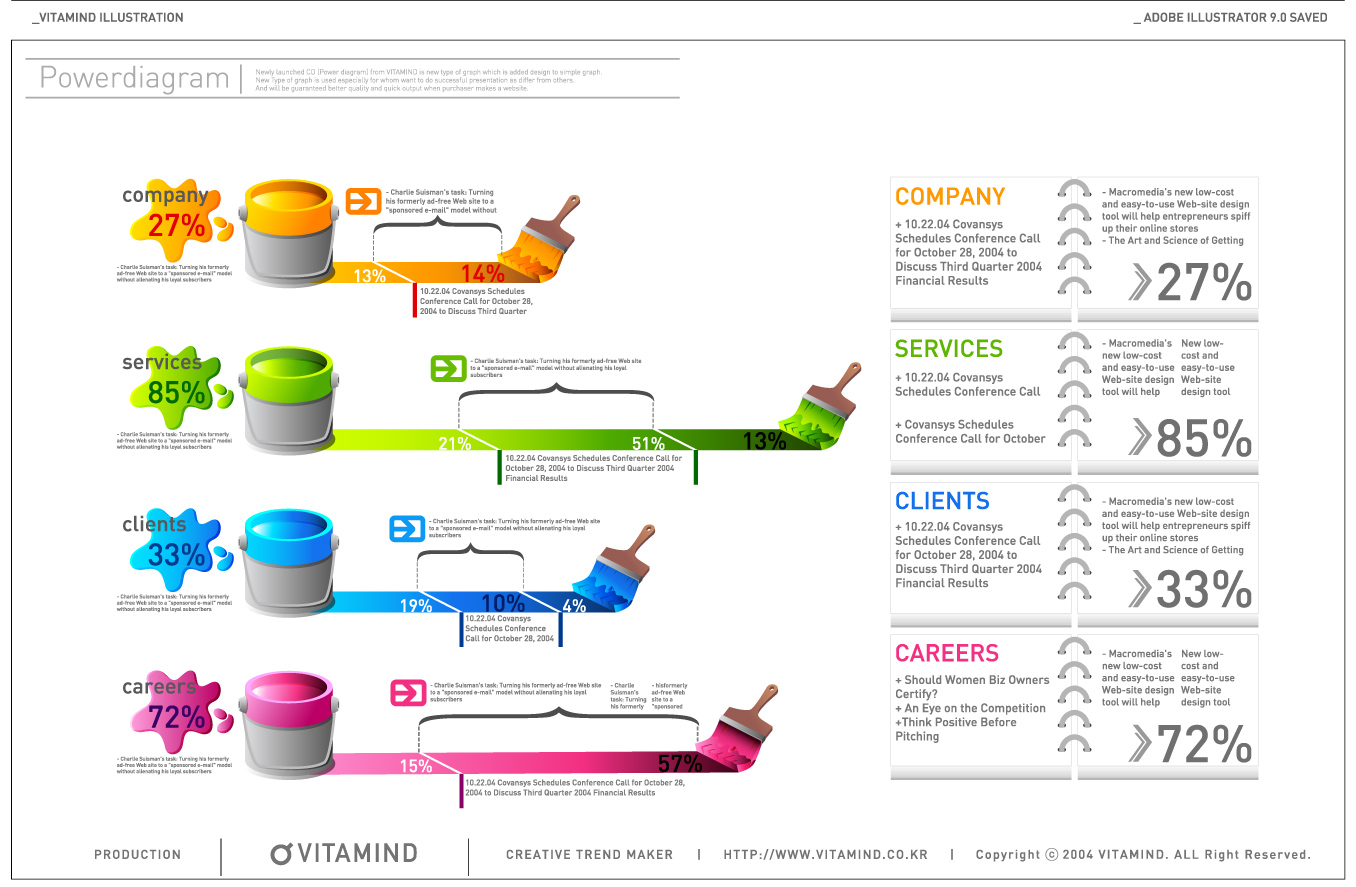 _VITAMIND ILLUSTRATION
_ ADOBE ILLUSTRATOR 9.0 SAVED
Powerdiagram
Newly launched CD (Power diagram) from VITAMIND is new type of graph which is added design to simple graph.
New Type of graph is used especially for whom want to do successful presentation as differ from others.
And will be guaranteed better quality and quick output when purchaser makes a website.
company
27%
- Charlie Suisman's task: Turning his formerly
ad-free Web site to a "sponsored e-mail" model
without alienating his loyal subscribers
- Charlie Suisman's task: Turning
his formerly ad-free Web site to a
"sponsored e-mail" model without
13%
14%
10.22.04 Covansys Schedules
Conference Call for October 28,
2004 to Discuss Third Quarter
services
85%
- Charlie Suisman's task: Turning his formerly
ad-free Web site to a "sponsored e-mail" model
without alienating his loyal subscribers
- Charlie Suisman's task: Turning his formerly ad-free Web site
to a "sponsored e-mail" model without alienating his loyal
subscribers
21%
51%
13%
10.22.04 Covansys Schedules Conference Call for
October 28, 2004 to Discuss Third Quarter 2004
Financial Results
clients
33%
- Charlie Suisman's task: Turning his formerly
ad-free Web site to a "sponsored e-mail" model
without alienating his loyal subscribers
- Charlie Suisman's task: Turning his formerly ad-free Web site
to a "sponsored e-mail" model without alienating his loyal
subscribers
19%
10%
4%
10.22.04 Covansys
Schedules Conference
Call for October 28, 2004
careers
72%
- Charlie Suisman's task: Turning his formerly
ad-free Web site to a "sponsored e-mail" model
without alienating his loyal subscribers
- Charlie Suisman's task: Turning his formerly ad-free Web site
to a "sponsored e-mail" model without alienating his loyal
subscribers
- Charlie
Suisman's
task: Turning
his formerly
- hisformerly
ad-free Web
site to a
"sponsored
15%
57%
10.22.04 Covansys Schedules Conference Call for October 28,
2004 to Discuss Third Quarter 2004 Financial Results
COMPANY
+ 10.22.04 Covansys
Schedules Conference Call
for October 28, 2004 to
Discuss Third Quarter 2004
Financial Results
- Macromedia's new low-cost
and easy-to-use Web-site design
tool will help entrepreneurs spiff
up their online stores
- The Art and Science of Getting
27%
SERVICES
+ 10.22.04 Covansys
Schedules Conference Call
+ Covansys Schedules
Conference Call for October
- Macromedia's
new low-cost
and easy-to-use
Web-site design
tool will help
New low-
cost and
easy-to-use
Web-site
design tool
85%
CLIENTS
+ 10.22.04 Covansys
Schedules Conference Call
for October 28, 2004 to
Discuss Third Quarter 2004
Financial Results
- Macromedia's new low-cost
and easy-to-use Web-site design
tool will help entrepreneurs spiff
up their online stores
- The Art and Science of Getting
33%
CAREERS
+ Should Women Biz Owners
Certify?
+ An Eye on the Competition
+Think Positive Before
Pitching
- Macromedia's
new low-cost
and easy-to-use
Web-site design
tool will help
New low-
cost and
easy-to-use
Web-site
design tool
72%
PRODUCTION
VITAMIND
CREATIVE TREND MAKER | HTTP://WWW.VITAMIND.CO.KR | Copyright ⓒ 2004 VITAMIND. ALL Right Reserved.